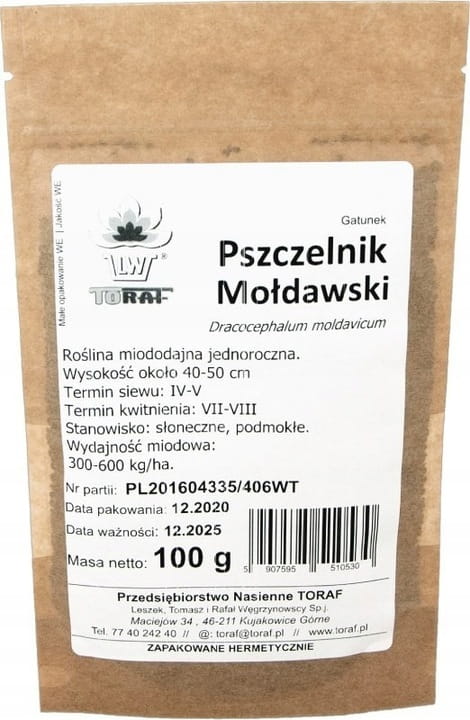 Małe opakowanie WE | Jakość WE
LW ®
TORAF
Gatunek
Pszczelnik
Mołdawski
Dracocephalum moldavicum
Roślina miododajna jednoroczna.
Wysokość około 40-50 cm
Termin siewu: IV-V
Termin kwitnienia: VII-VIII
Stanowisko: słoneczne, podmokłe.
Wydajność miodowa:
300-600 kg/ha.
Nr partii: PL201604335/406WT
Data pakowania: 12.2020
Data ważności: 12.2025
Masa netto: 100 g
5 907595 510530
Przedsiębiorstwo Nasienne TORAF
Leszek, Tomasz i Rafał Węgrzynowscy Sp.j.
Maciejów 34 , 46-211 Kujakowice Górne
Tel. 77 40 242 40 // @: toraf@toraf.pl // www.toraf.pl
ZAPAKOWANE HERMETYCZNIE